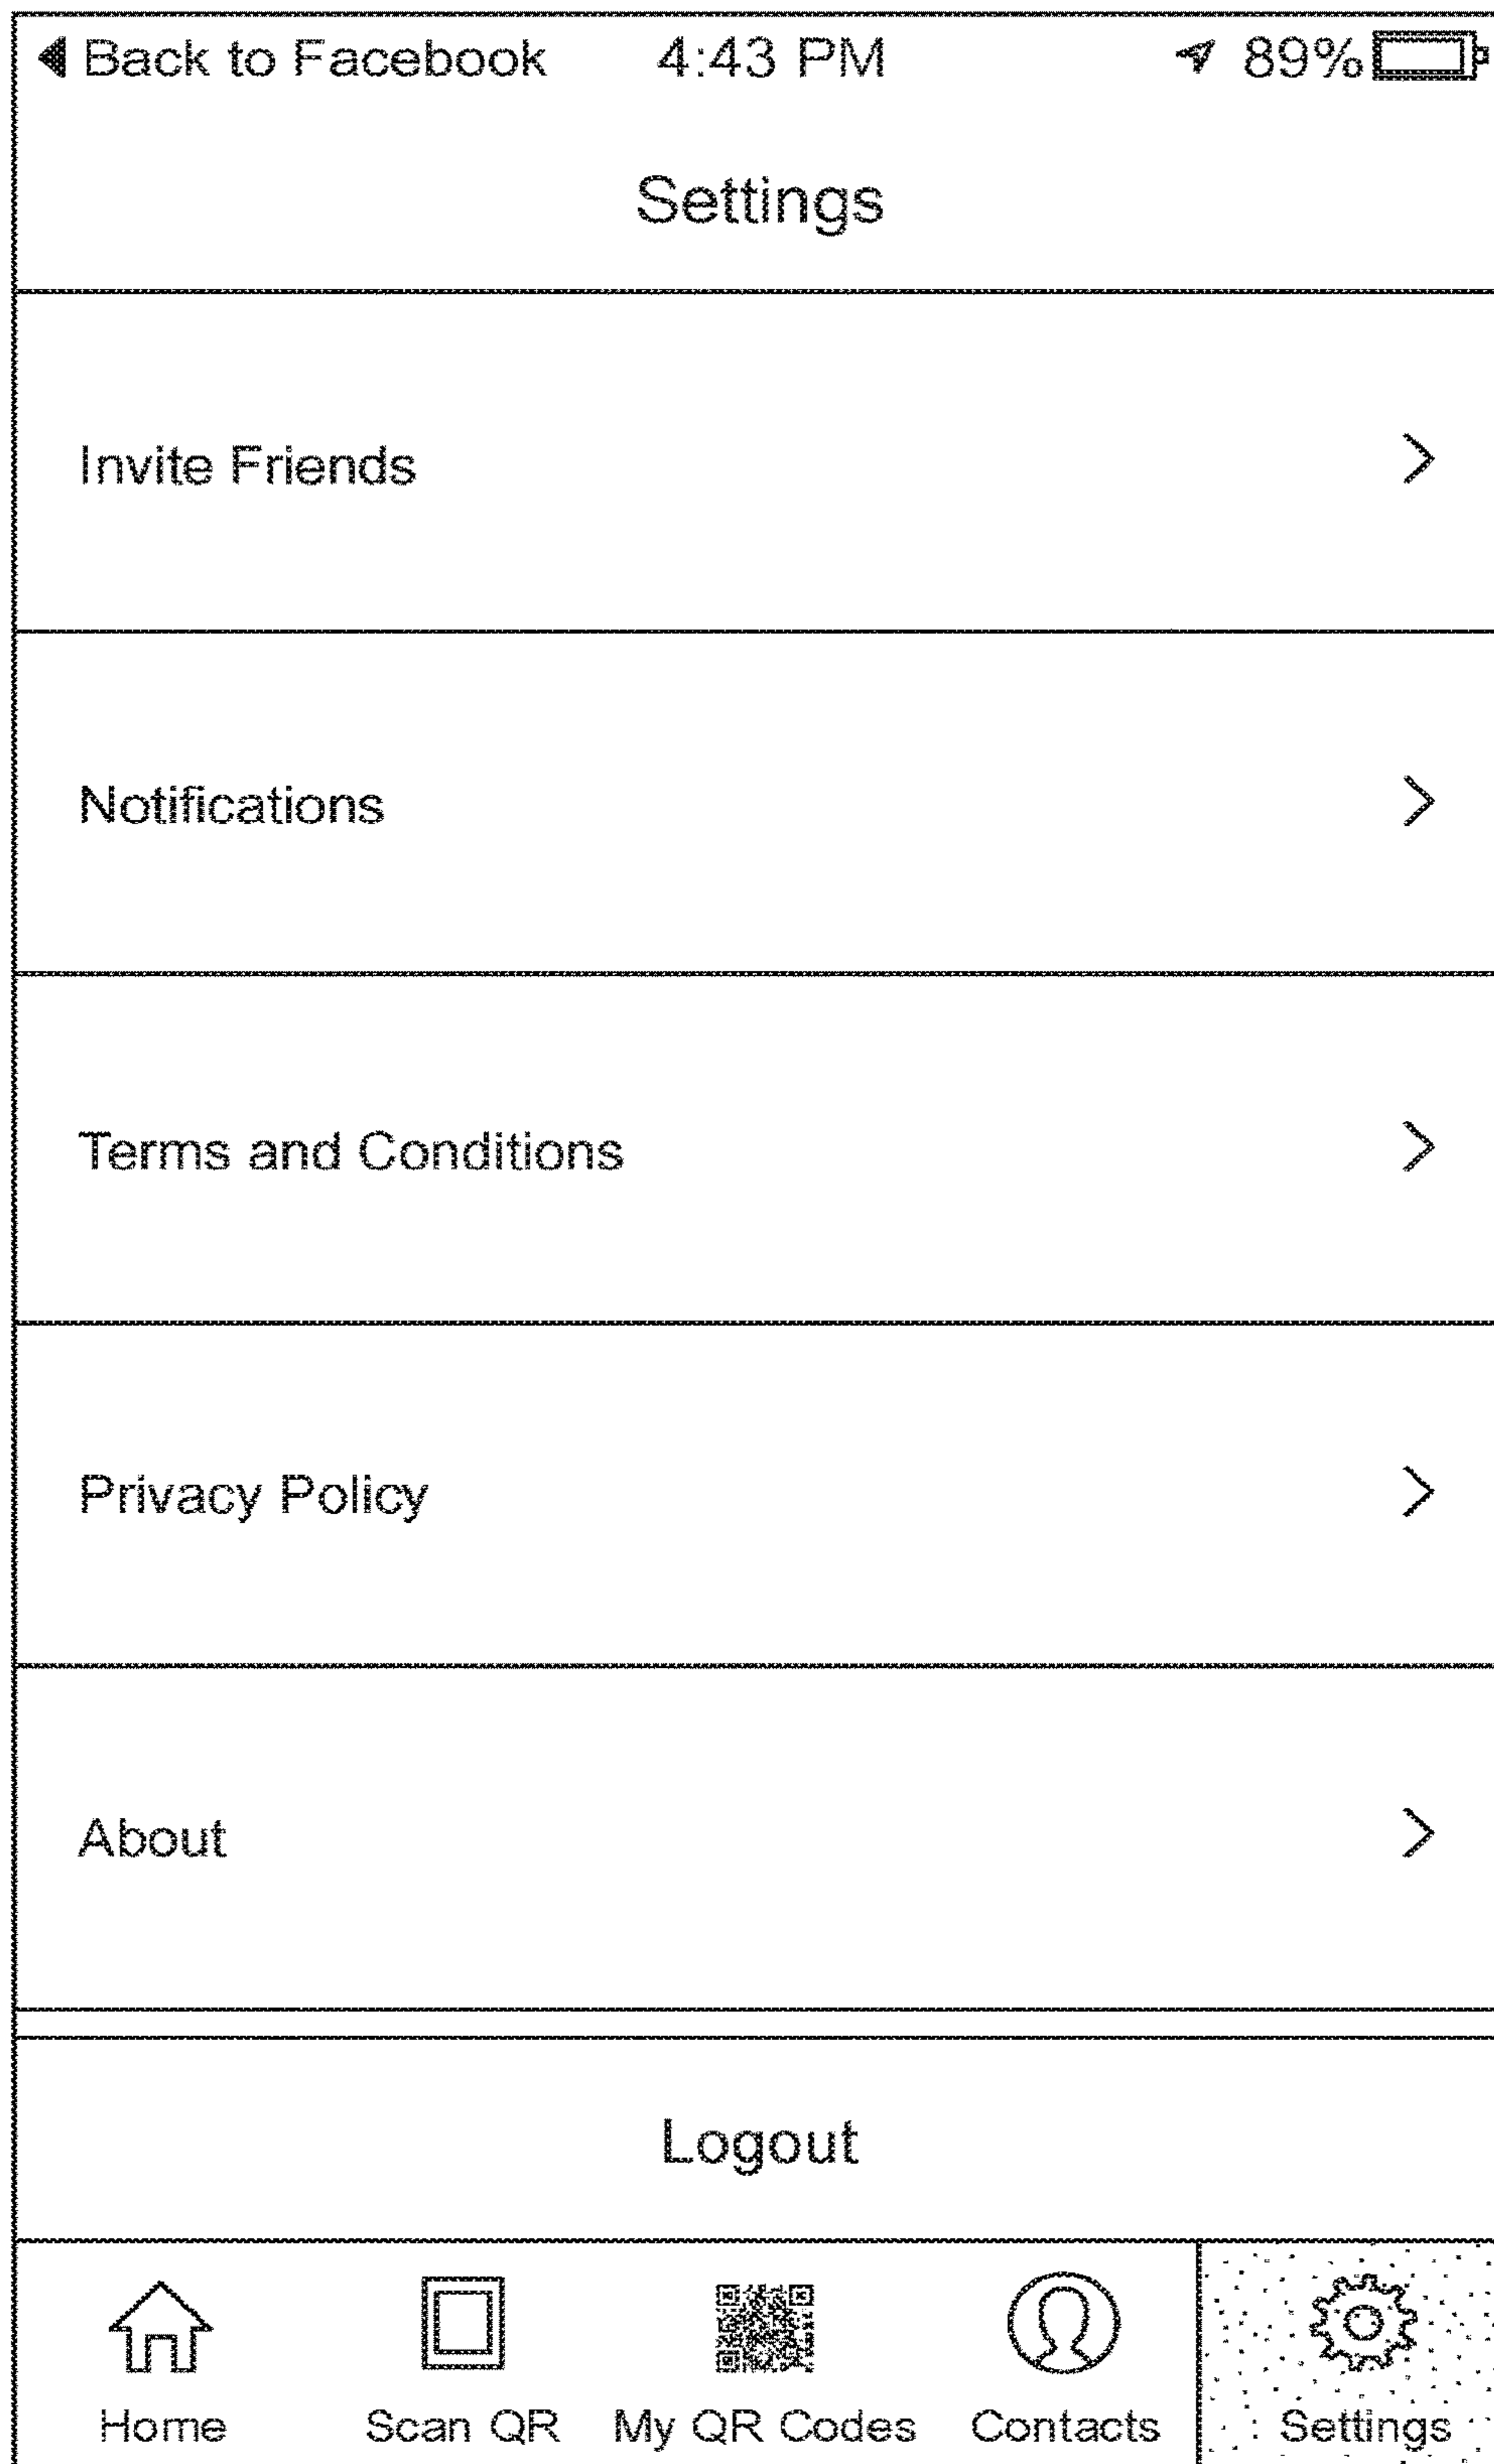 Back to Facebook 4:43 PM 89%
Settings
Invite Friends
Notifications
Terms and Conditions
Privacy Policy
About
Logout
Home Scan QR My QR Codes Contacts Settings